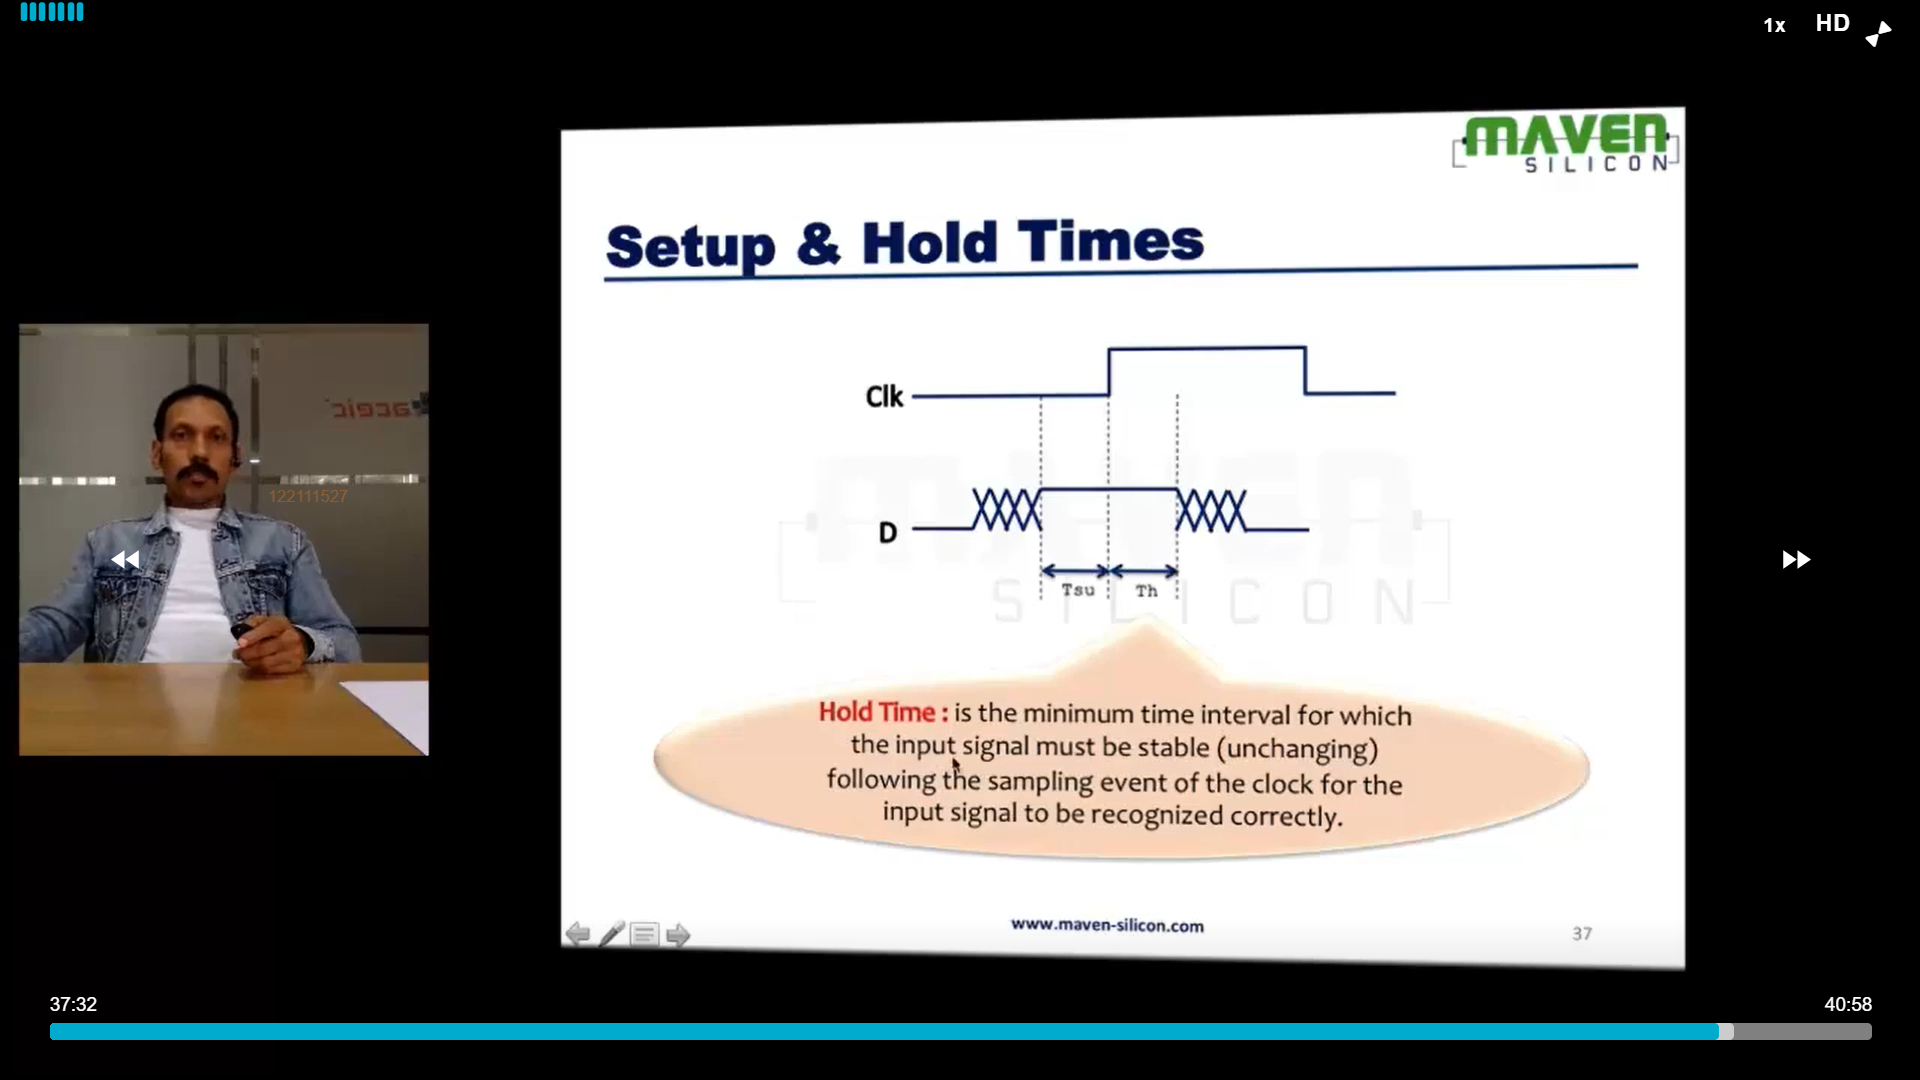 1x HD
MAVEN
SILICON
Setup & Hold Times
Clk
D
Tsu Th
MAVEN
SILICON
122111527
Hold Time : is the minimum time interval for which
the input signal must be stable (unchanging)
following the sampling event of the clock for the
input signal to be recognized correctly.
www.maven-silicon.com
37
37:32
40:58